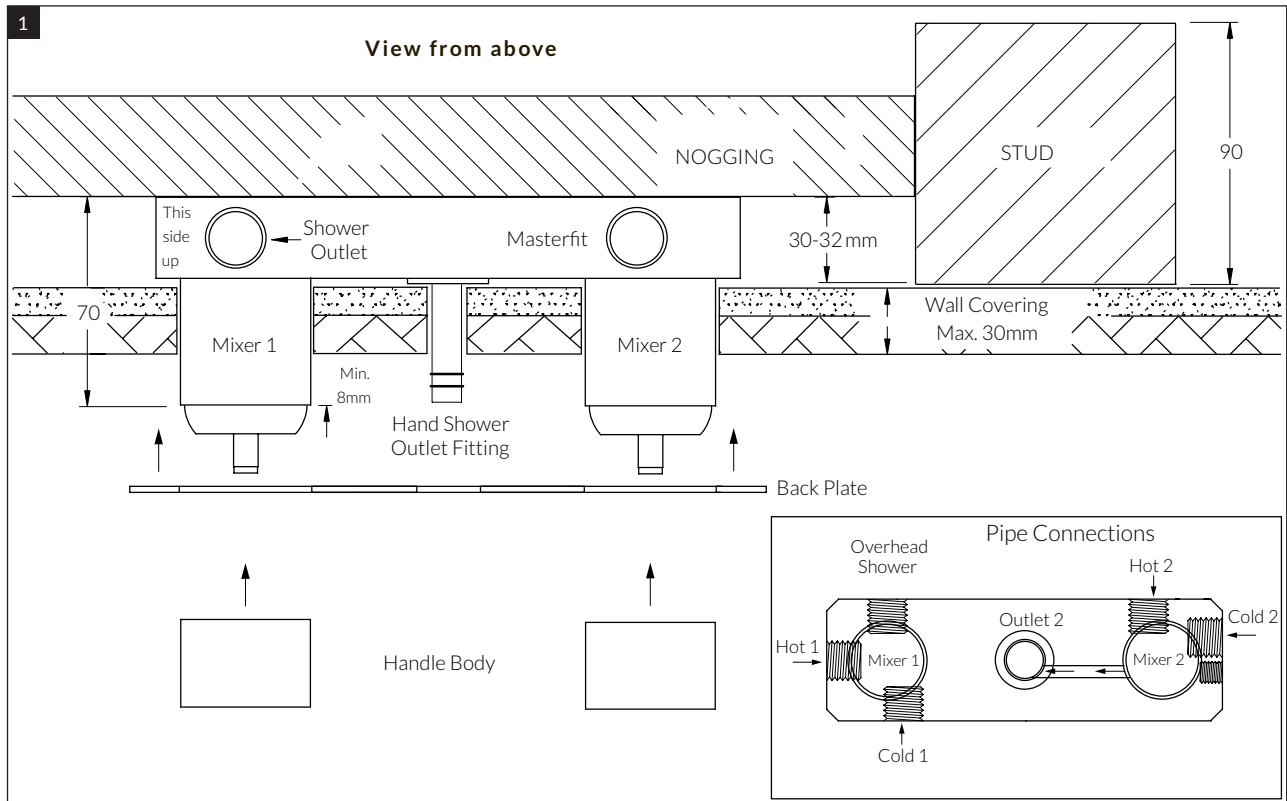 1
View from above
NOGGING
STUD
90
This
side
up
Shower
Outlet
Masterfit
30-32 mm
70
Mixer 1
Mixer 2
Wall Covering
Max. 30mm
Min.
8mm
Hand Shower
Outlet Fitting
Back Plate
Handle Body
Pipe Connections
Overhead
Shower
Hot 2
Outlet 2
Cold 2
Hot 1
Mixer 1
Mixer 2
Cold 1